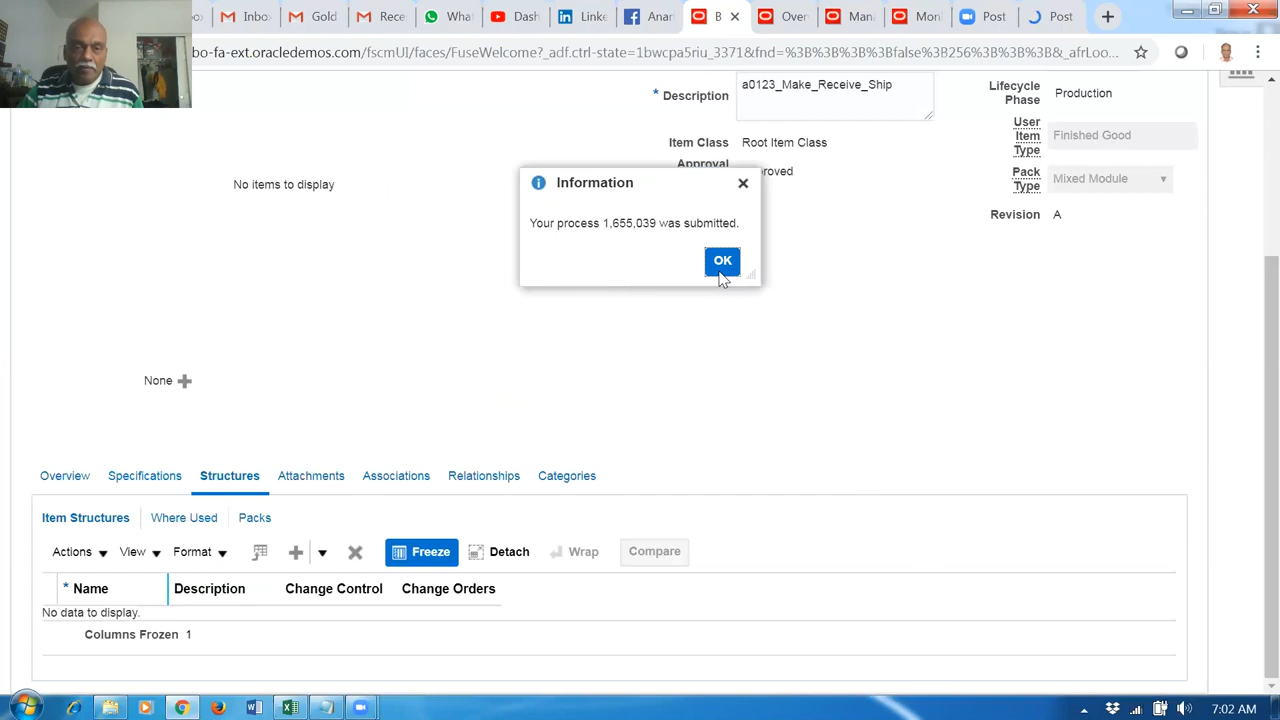 Inbo
Gold
Rece
Wha
Das
Linke
Anan
B
Over
Man
Mor
Post
Post
bo-fa-ext.oracledemos.com/fscmUI/faces/FuseWelcome?_adf.ctrl-state=1bwcpa5riu_3371&fnd=%3B%3B%3B%3Bfalse%3B256%3B%3B%3B&_afrLoo...
* Description
a0123_Make_Receive_Ship
Lifecycle Phase
Production
Item Class
Root Item Class
User Item Type
Finished Good
Approval
proved
No items to display
Pack Type
Mixed Module
Revision
A
Information
Your process 1,655,039 was submitted.
OK
None
Overview Specifications Structures Attachments Associations Relationships Categories
Item Structures Where Used Packs
Actions View Format Freeze Detach Wrap Compare
* Name Description Change Control Change Orders
No data to display.
Columns Frozen 1
7:02 AM